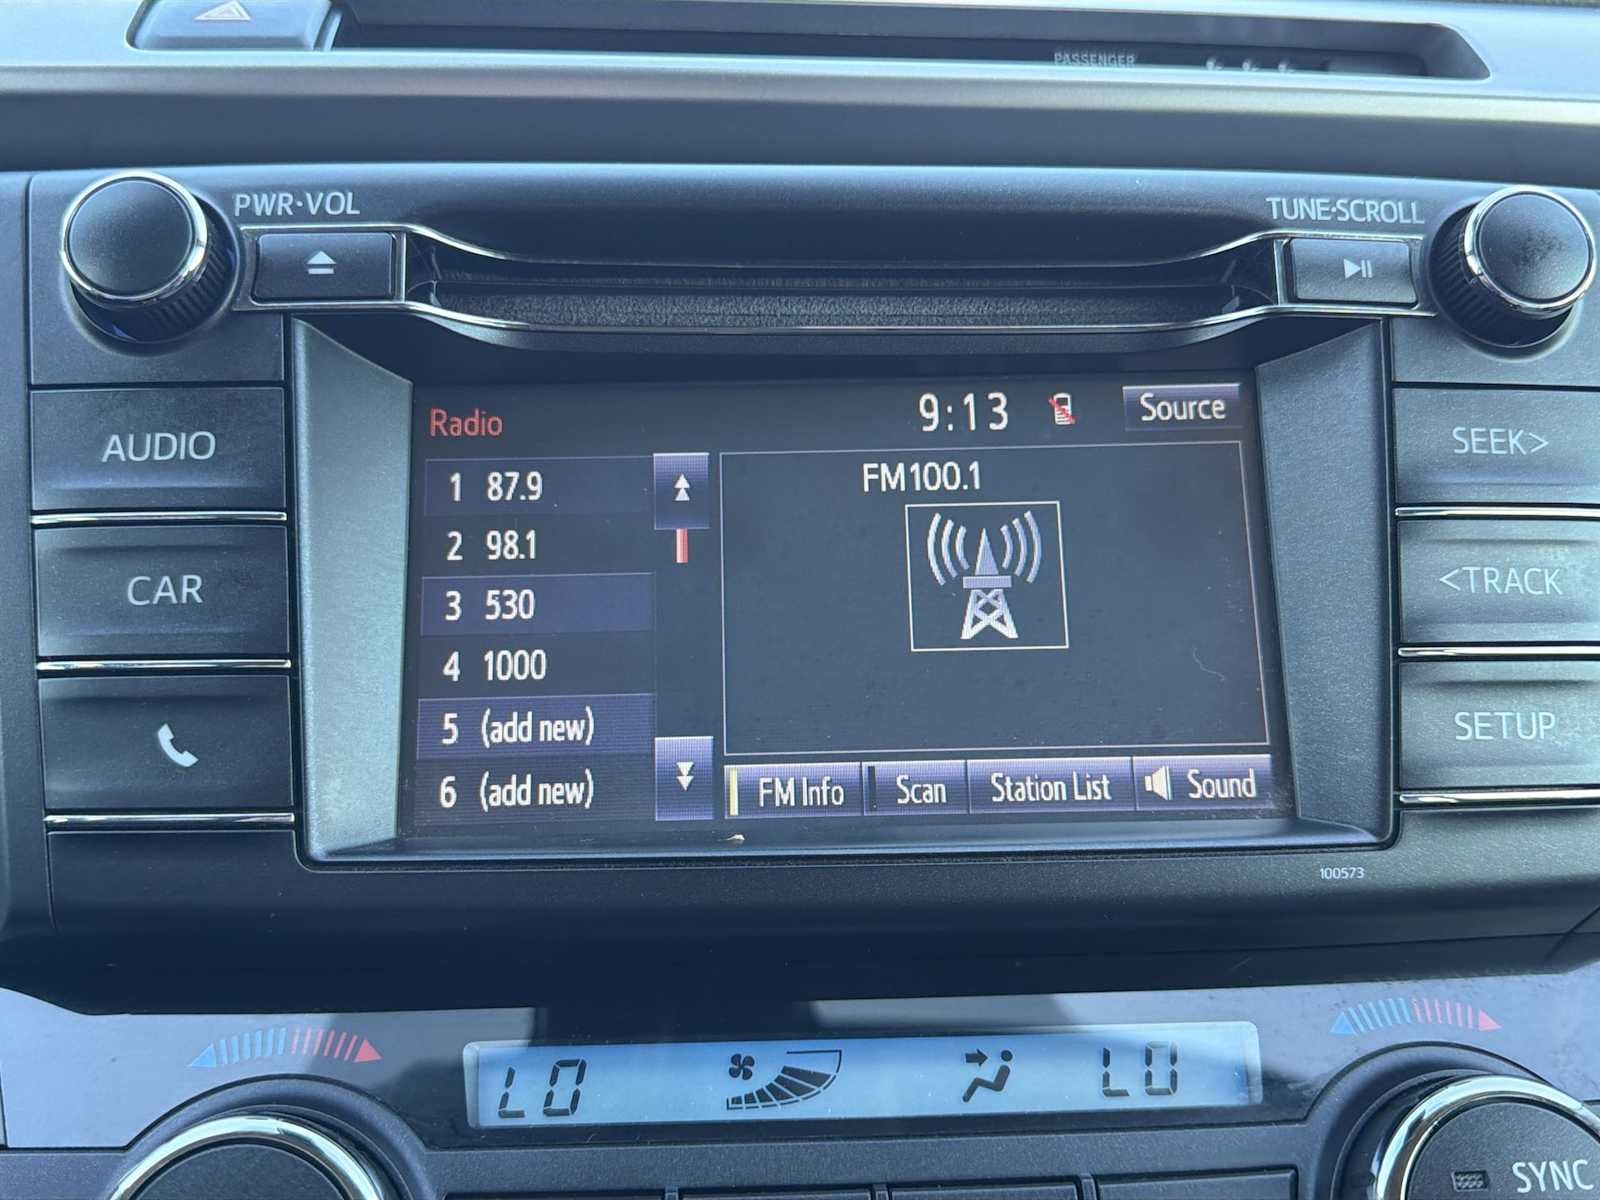 PASSENGER
PWR·VOL
TUNE·SCROLL
AUDIO
CAR
Radio
9:13
Source
1 87.9
2 98.1
3 530
4 1000
5 (add new)
6 (add new)
FM100.1
FM Info
Scan
Station List
Sound
SEEK>
<TRACK
SETUP
100573
LO
LO
SYNC